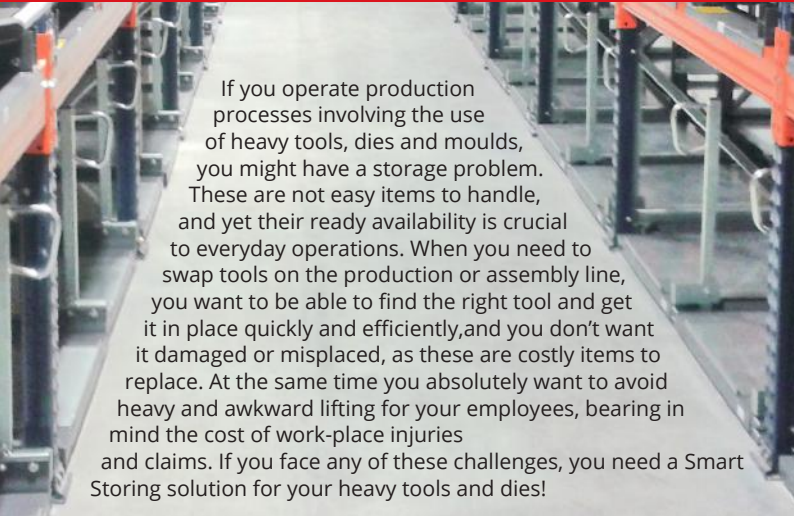 If you operate production
processes involving the use
of heavy tools, dies and moulds,
you might have a storage problem.
These are not easy items to handle,
and yet their ready availability is crucial
to everyday operations. When you need to
swap tools on the production or assembly line,
you want to be able to find the right tool and get
it in place quickly and efficiently,and you don’t want
it damaged or misplaced, as these are costly items to
replace. At the same time you absolutely want to avoid
heavy and awkward lifting for your employees, bearing in
mind the cost of work-place injuries
and claims. If you face any of these challenges, you need a Smart
Storing solution for your heavy tools and dies!